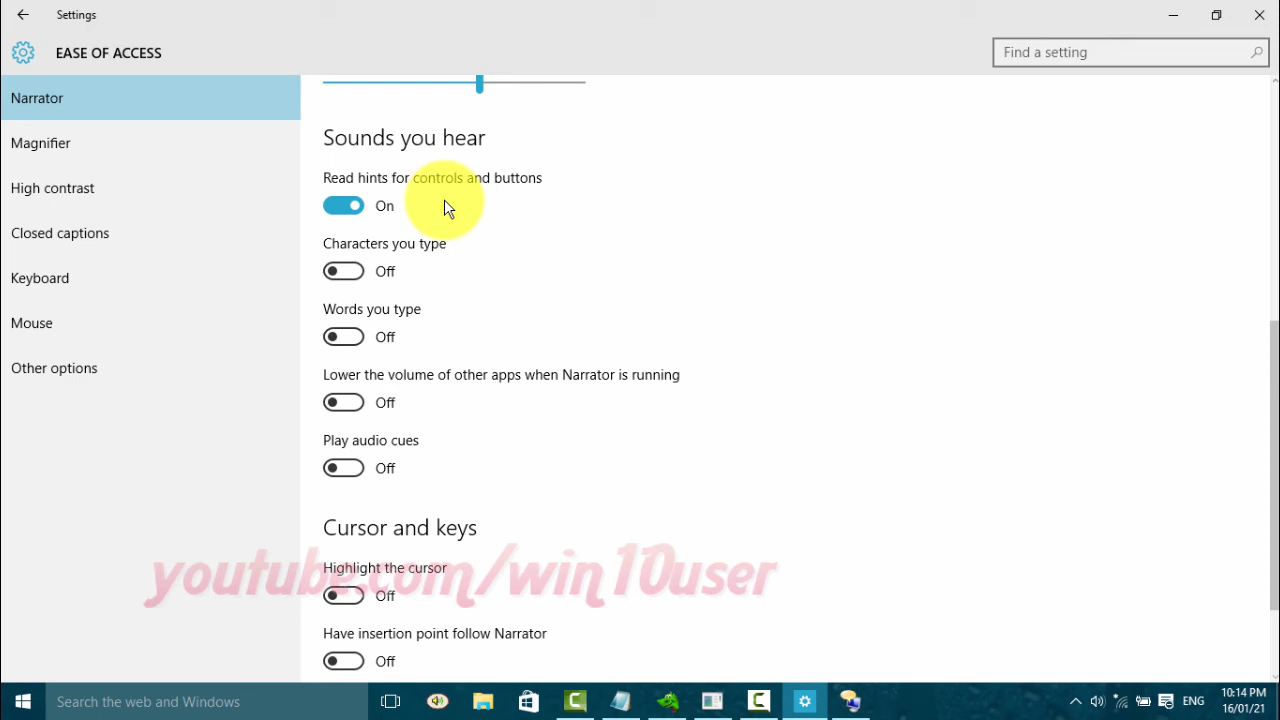 Settings
EASE OF ACCESS
Find a setting
Narrator
Magnifier
High contrast
Closed captions
Keyboard
Mouse
Other options
Sounds you hear
Read hints for controls and buttons
On
Characters you type
Off
Words you type
Off
Lower the volume of other apps when Narrator is running
Off
Play audio cues
Off
Cursor and keys
Highlight the cursor
Off
Have insertion point follow Narrator
Off
youtube.com/win10user
Search the web and Windows
ENG
10:14 PM
16/01/21